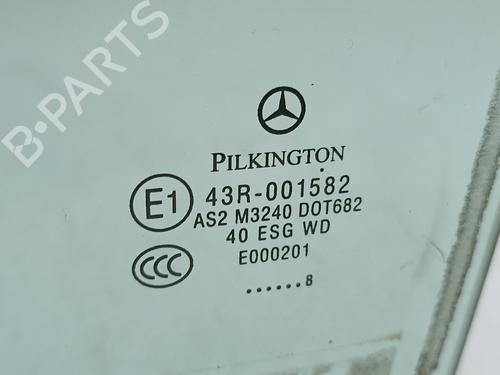 B-PARTS
PILKINGTON
E1 43R-001582
AS2 M3240 DOT682
40 ESG WD
CCC E000201
......8